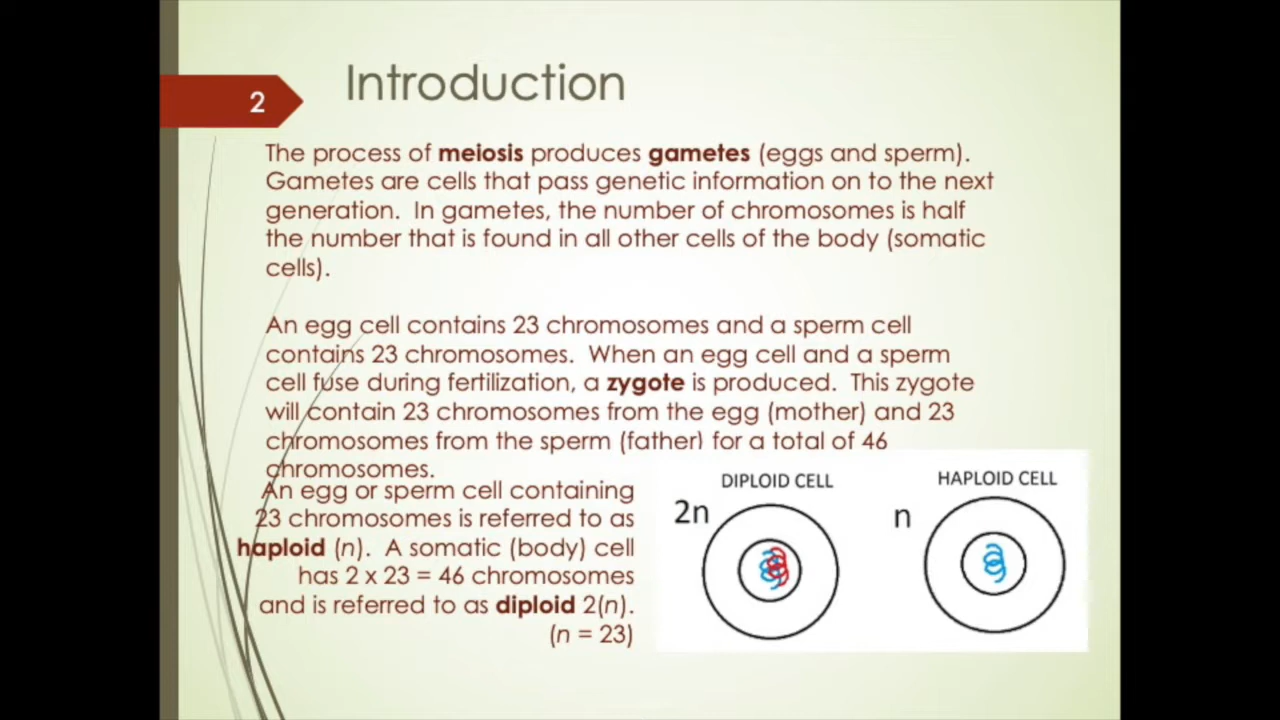 2
Introduction
The process of meiosis produces gametes (eggs and sperm).
Gametes are cells that pass genetic information on to the next
generation. In gametes, the number of chromosomes is half
the number that is found in all other cells of the body (somatic
cells).
An egg cell contains 23 chromosomes and a sperm cell
contains 23 chromosomes. When an egg cell and a sperm
cell fuse during fertilization, a zygote is produced. This zygote
will contain 23 chromosomes from the egg (mother) and 23
chromosomes from the sperm (father) for a total of 46
chromosomes.
An egg or sperm cell containing
23 chromosomes is referred to as
haploid (n). A somatic (body) cell
has 2 x 23 = 46 chromosomes
and is referred to as diploid 2(n).
(n = 23)
DIPLOID CELL
2n
HAPLOID CELL
n